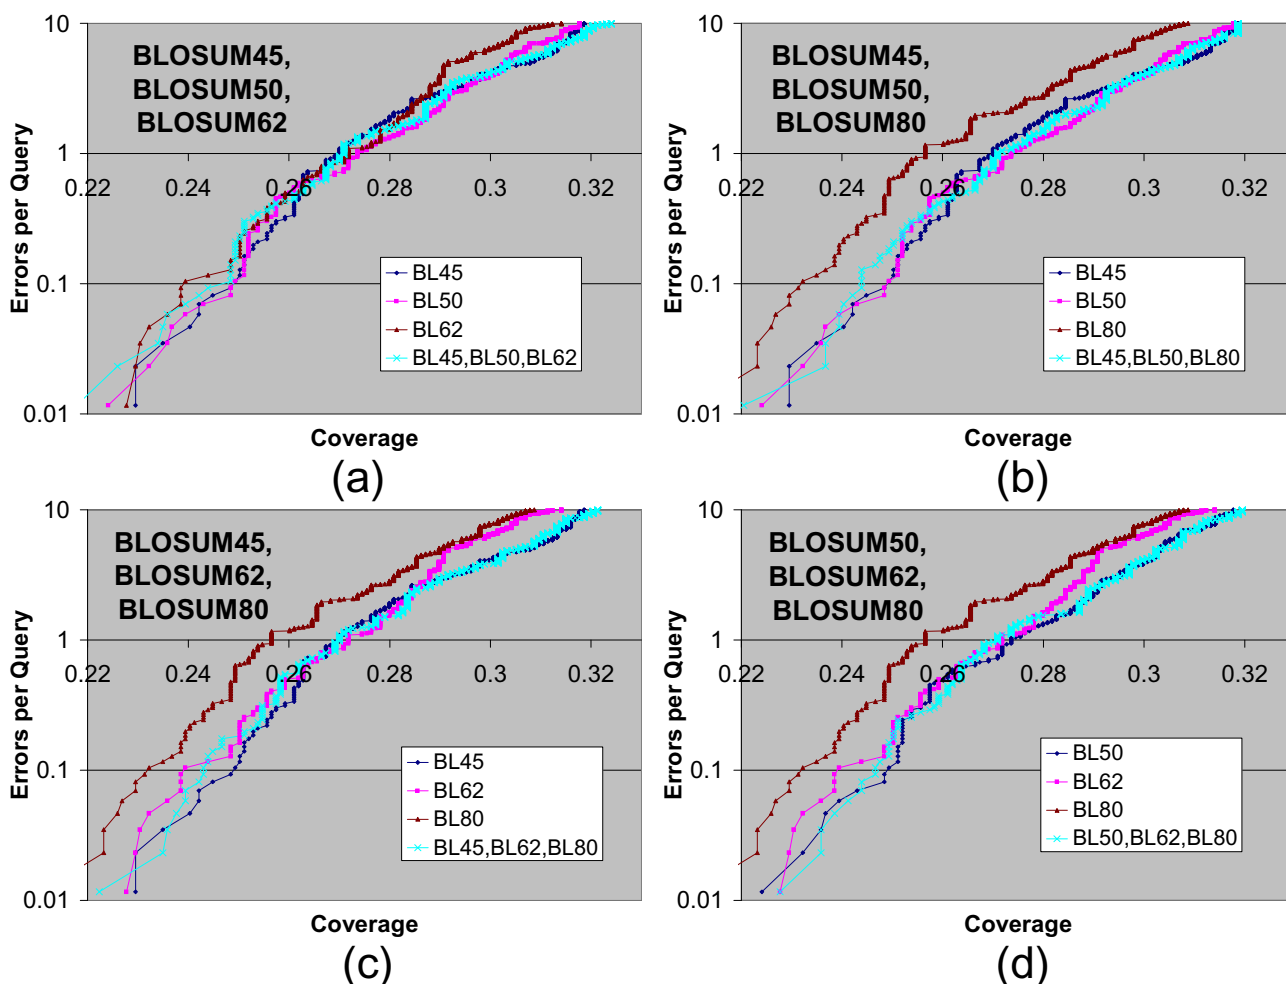 10
1
0.1
0.01
Errors per Query
BLOSUM45,
BLOSUM50,
BLOSUM62
0.22
0.24
0.26
0.28
0.3
0.32
BL45
BL50
BL62
BL45,BL50,BL62
Coverage
(a)
10
1
0.1
0.01
Errors per Query
BLOSUM45,
BLOSUM50,
BLOSUM80
0.22
0.24
0.26
0.28
0.3
0.32
BL45
BL50
BL80
BL45,BL50,BL80
Coverage
(b)
10
1
0.1
0.01
Errors per Query
BLOSUM45,
BLOSUM62,
BLOSUM80
0.22
0.24
0.26
0.28
0.3
0.32
BL45
BL62
BL80
BL45,BL62,BL80
Coverage
(c)
10
1
0.1
0.01
Errors per Query
BLOSUM50,
BLOSUM62,
BLOSUM80
0.22
0.24
0.26
0.28
0.3
0.32
BL50
BL62
BL80
BL50,BL62,BL80
Coverage
(d)